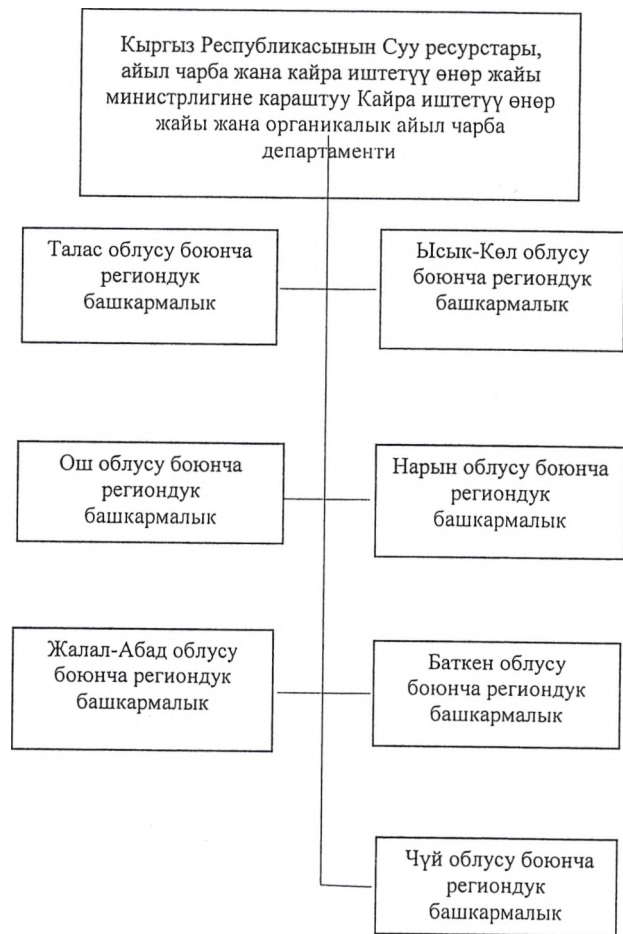 Кыргыз Республикасынын Суу ресурстары,
айыл чарба жана кайра иштетүү өнөр жайы
министрлигине караштуу Кайра иштетүү өнөр
жайы жана органикалык айыл чарба
департаменти
Талас облусу боюнча
региондук
башкармалык
Ысык-Көл облусу
боюнча региондук
башкармалык
Ош облусу боюнча
региондук
башкармалык
Нарын облусу боюнча
региондук
башкармалык
Жалал-Абад облусу
боюнча региондук
башкармалык
Баткен облусу
боюнча региондук
башкармалык
Чүй облусу боюнча
региондук
башкармалык